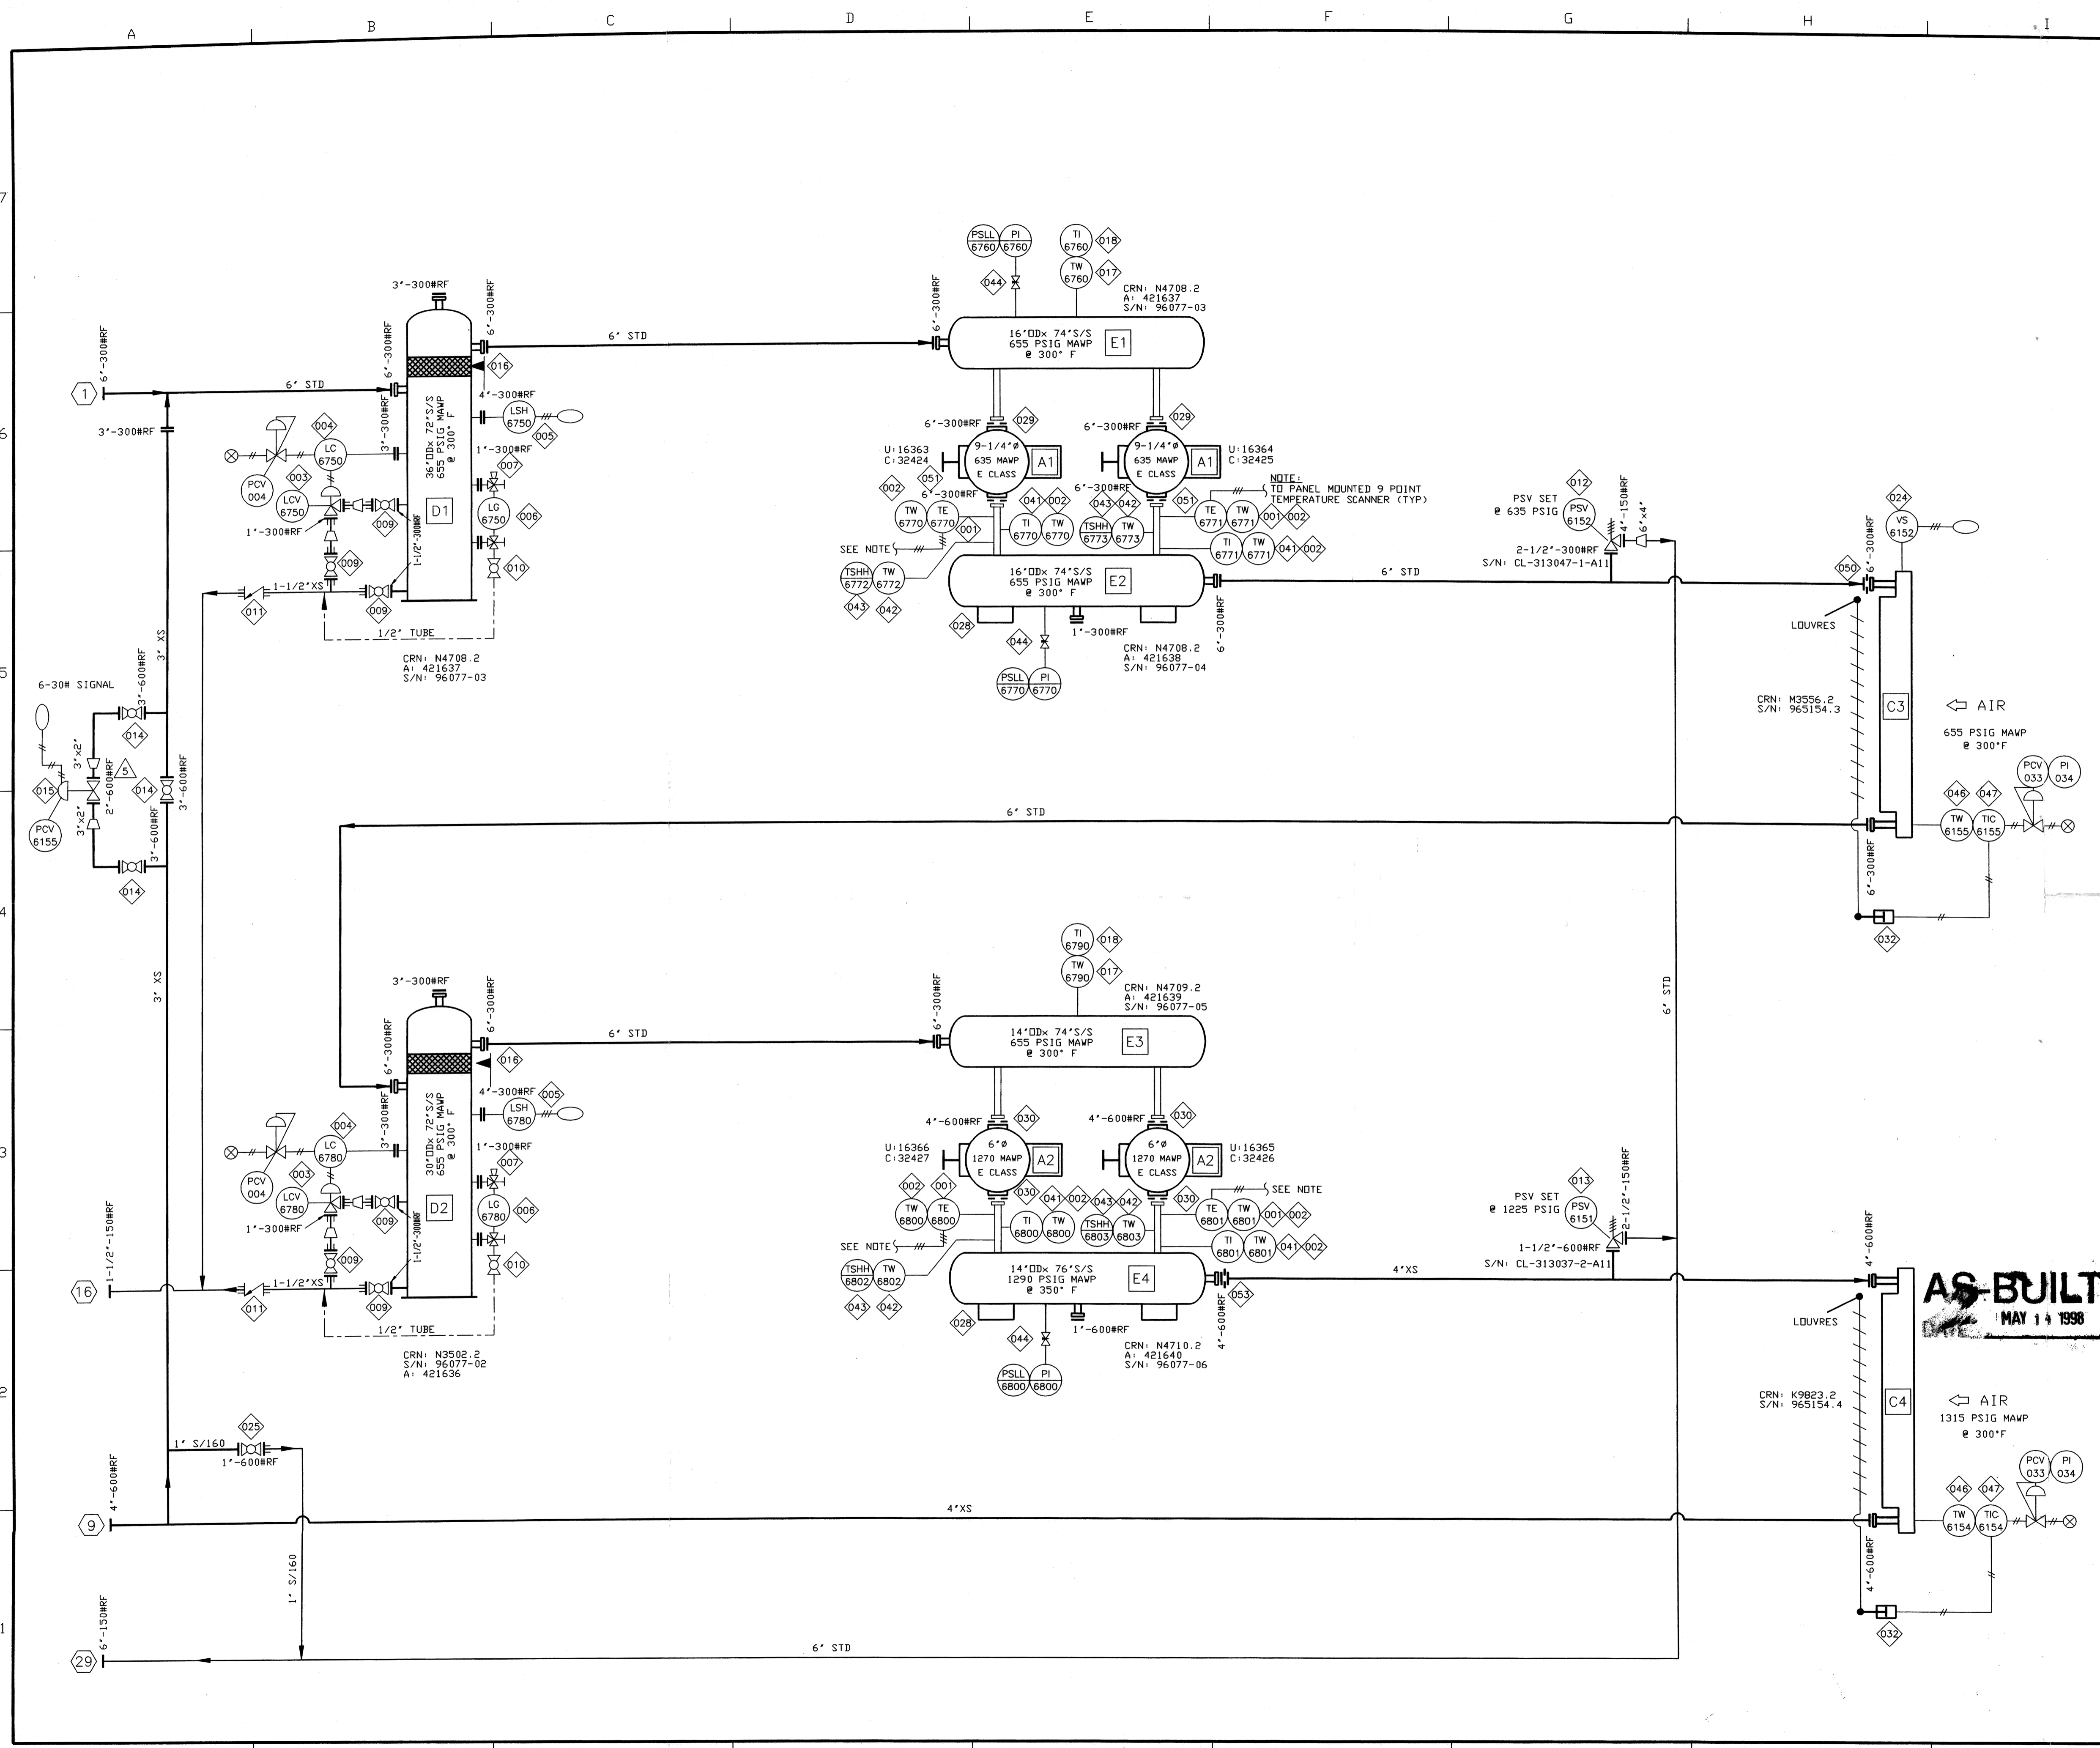 A
B
C
D
E
F
G
H
I
7
6
5
4
3
2
1
1
6"-300#RF
6" STD
3"-300#RF
3"-300#RF
6"-300#RF
3"-300#RF
6"-300#RF
016
4"-300#RF
LSH
6750
005
1"-300#RF
007
36"ODx 72"S/S
655 PSIG MAWP
@ 300° F
D1
LG
6750
006
010
004
LC
6750
003
PCV
004
LCV
6750
1"-300#RF
009
1-1/2"-300#RF
009
009
1-1/2"XS
011
1/2" TUBE
CRN: N4708.2
A: 421637
S/N: 96077-03
6" STD
6"-300#RF
PSLL
6760
PI
6760
044
TI
6760
018
TW
6760
017
CRN: N4708.2
A: 421637
S/N: 96077-03
16"ODx 74"S/S
655 PSIG MAWP
@ 300° F
E1
6"-300#RF
029
6"-300#RF
029
U:16363
C:32424
9-1/4"Ø
635 MAWP
E CLASS
A1
9-1/4"Ø
635 MAWP
E CLASS
A1
U:16364
C:32425
002
051
6"-300#RF
041
002
6"-300#RF
043
042
051
NOTE:
TO PANEL MOUNTED 9 POINT
TEMPERATURE SCANNER (TYP)
TW
6770
TE
6770
001
TI
6770
TW
6770
TSHH
6773
TW
6773
TE
6771
TW
6771
001
002
TI
6771
TW
6771
041
002
SEE NOTE
TSHH
6772
TW
6772
043
042
16"ODx 74"S/S
655 PSIG MAWP
@ 300° F
E2
028
044
1"-300#RF
6"-300#RF
CRN: N4708.2
A: 421638
S/N: 96077-04
PSLL
6770
PI
6770
6" STD
012
PSV SET
@ 635 PSIG
PSV
6152
4"-150#RF
6"x4"
2-1/2"-300#RF
S/N: CL-313047-1-A11
024
VS
6152
050
6"-300#RF
LOUVRES
CRN: M3556.2
S/N: 965154.3
C3
AIR
655 PSIG MAWP
@ 300°F
PCV
033
PI
034
046
047
TW
6155
TIC
6155
6"-300#RF
032
6-30# SIGNAL
3" XS
3"-600#RF
014
3"x2"
5
2"-600#RF
015
014
3"-600#RF
PCV
6155
3"x2"
3"-600#RF
014
3" XS
6" STD
6" STD
3"-300#RF
6"-300#RF
6"-300#RF
016
6" STD
4"-300#RF
005
LSH
6780
3"-300#RF
1"-300#RF
007
30"ODx 72"S/S
655 PSIG MAWP
@ 300° F
D2
LG
6780
006
010
004
LC
6780
003
PCV
004
LCV
6780
1"-300#RF
009
1-1/2"-300#RF
009
009
1-1/2"XS
011
1/2" TUBE
CRN: N3502.2
S/N: 96077-02
A: 421636
16
1-1/2"-150#RF
6"-300#RF
TI
6790
018
TW
6790
017
CRN: N4709.2
A: 421639
S/N: 96077-05
14"ODx 74"S/S
655 PSIG MAWP
@ 300° F
E3
4"-600#RF
030
4"-600#RF
030
U:16366
C:32427
6"Ø
1270 MAWP
E CLASS
A2
6"Ø
1270 MAWP
E CLASS
A2
U:16365
C:32426
002
001
030
041
002
043
042
030
SEE NOTE
TW
6800
TE
6800
TI
6800
TW
6800
TSHH
6803
TW
6803
TE
6801
TW
6801
001
002
TI
6801
TW
6801
041
002
SEE NOTE
TSHH
6802
TW
6802
043
042
14"ODx 76"S/S
1290 PSIG MAWP
@ 350° F
E4
028
044
1"-600#RF
4"-600#RF
053
CRN: N4710.2
A: 421640
S/N: 96077-06
PSLL
6800
PI
6800
4"XS
013
PSV SET
@ 1225 PSIG
PSV
6151
2-1/2"-150#RF
1-1/2"-600#RF
S/N: CL-313037-2-A11
4"-600#RF
AS-BUILT
DATE
MAY 14 1998
LOUVRES
CRN: K9823.2
S/N: 965154.4
C4
AIR
1315 PSIG MAWP
@ 300°F
PCV
033
PI
034
046
047
TW
6154
TIC
6154
4"-600#RF
032
025
1" S/160
1"-600#RF
9
4"-600#RF
4"XS
1" S/160
29
6"-150#RF
6" STD